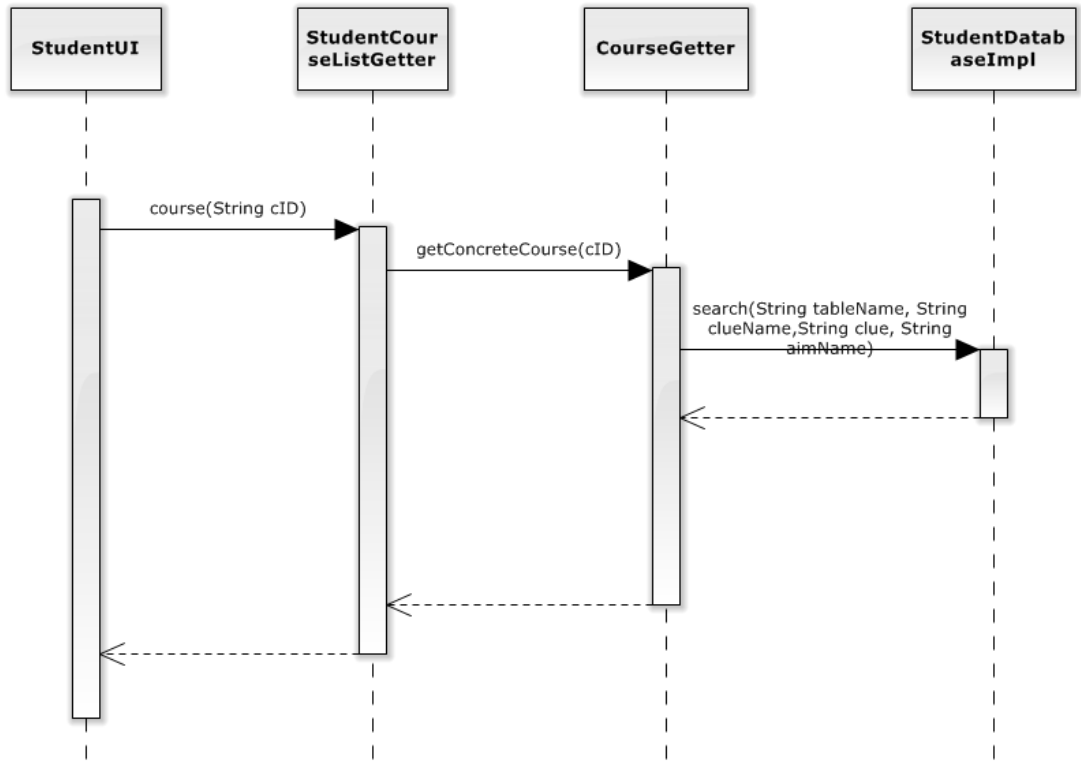 StudentUI
StudentCour
seListGetter
CourseGetter
StudentDatab
aseImpl
course(String cID)
getConcreteCourse(cID)
search(String tableName, String
clueName,String clue, String
aimName)